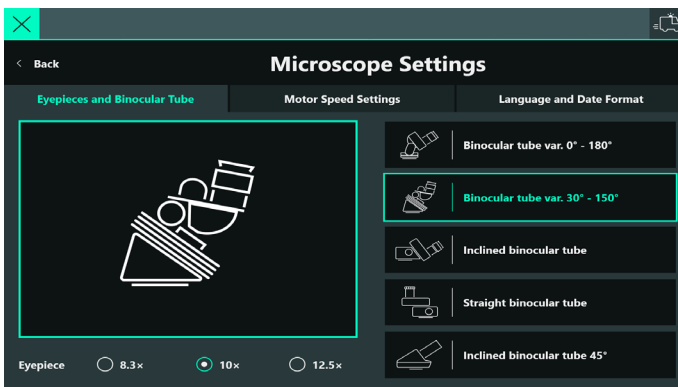 Back
Microscope Settings
Eyepieces and Binocular Tube
Motor Speed Settings
Language and Date Format
Binocular tube var. 0° - 180°
Binocular tube var. 30° - 150°
Inclined binocular tube
Straight binocular tube
Inclined binocular tube 45°
Eyepiece 8.3× 10× 12.5×